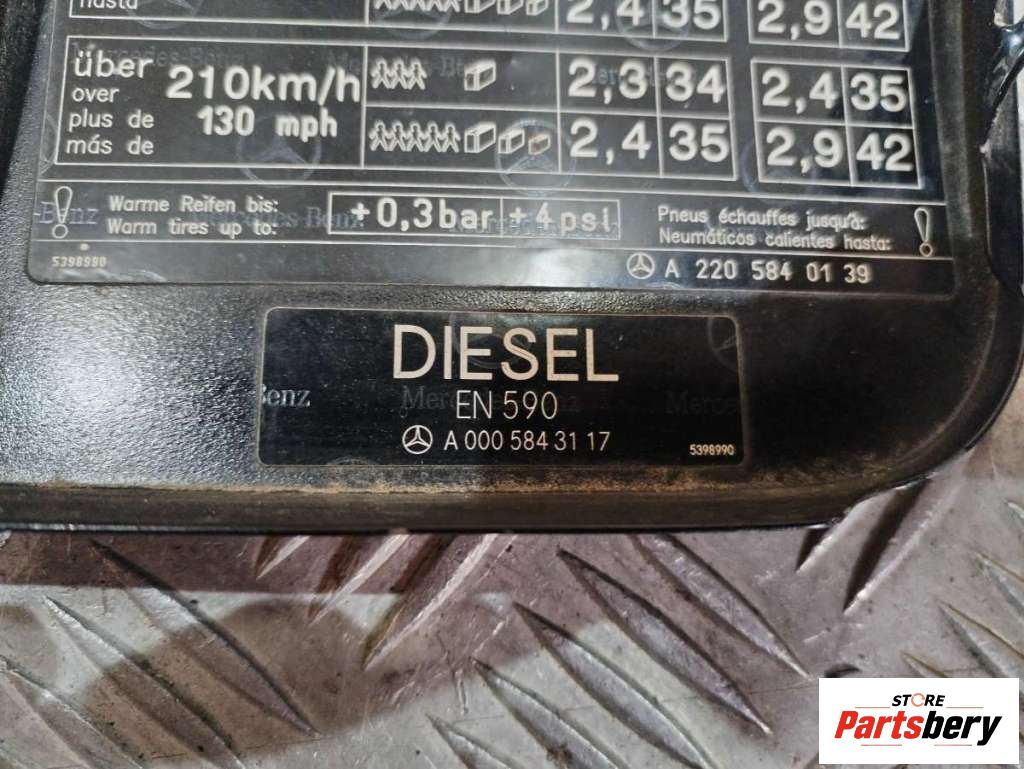 hasta 2,4 35 2,9 42
über 210km/h 2,3 34 2,4 35
over
plus de 130 mph 2,4 35 2,9 42
más de
! Warme Reifen bis: +0,3bar +4psi Pneus échauffés jusqu'à: !
Warm tires up to: Neumáticos calientes hasta:
5398990 A 220 584 01 39
DIESEL
EN 590
A 000 584 31 17 5398990
STORE
Partsbery